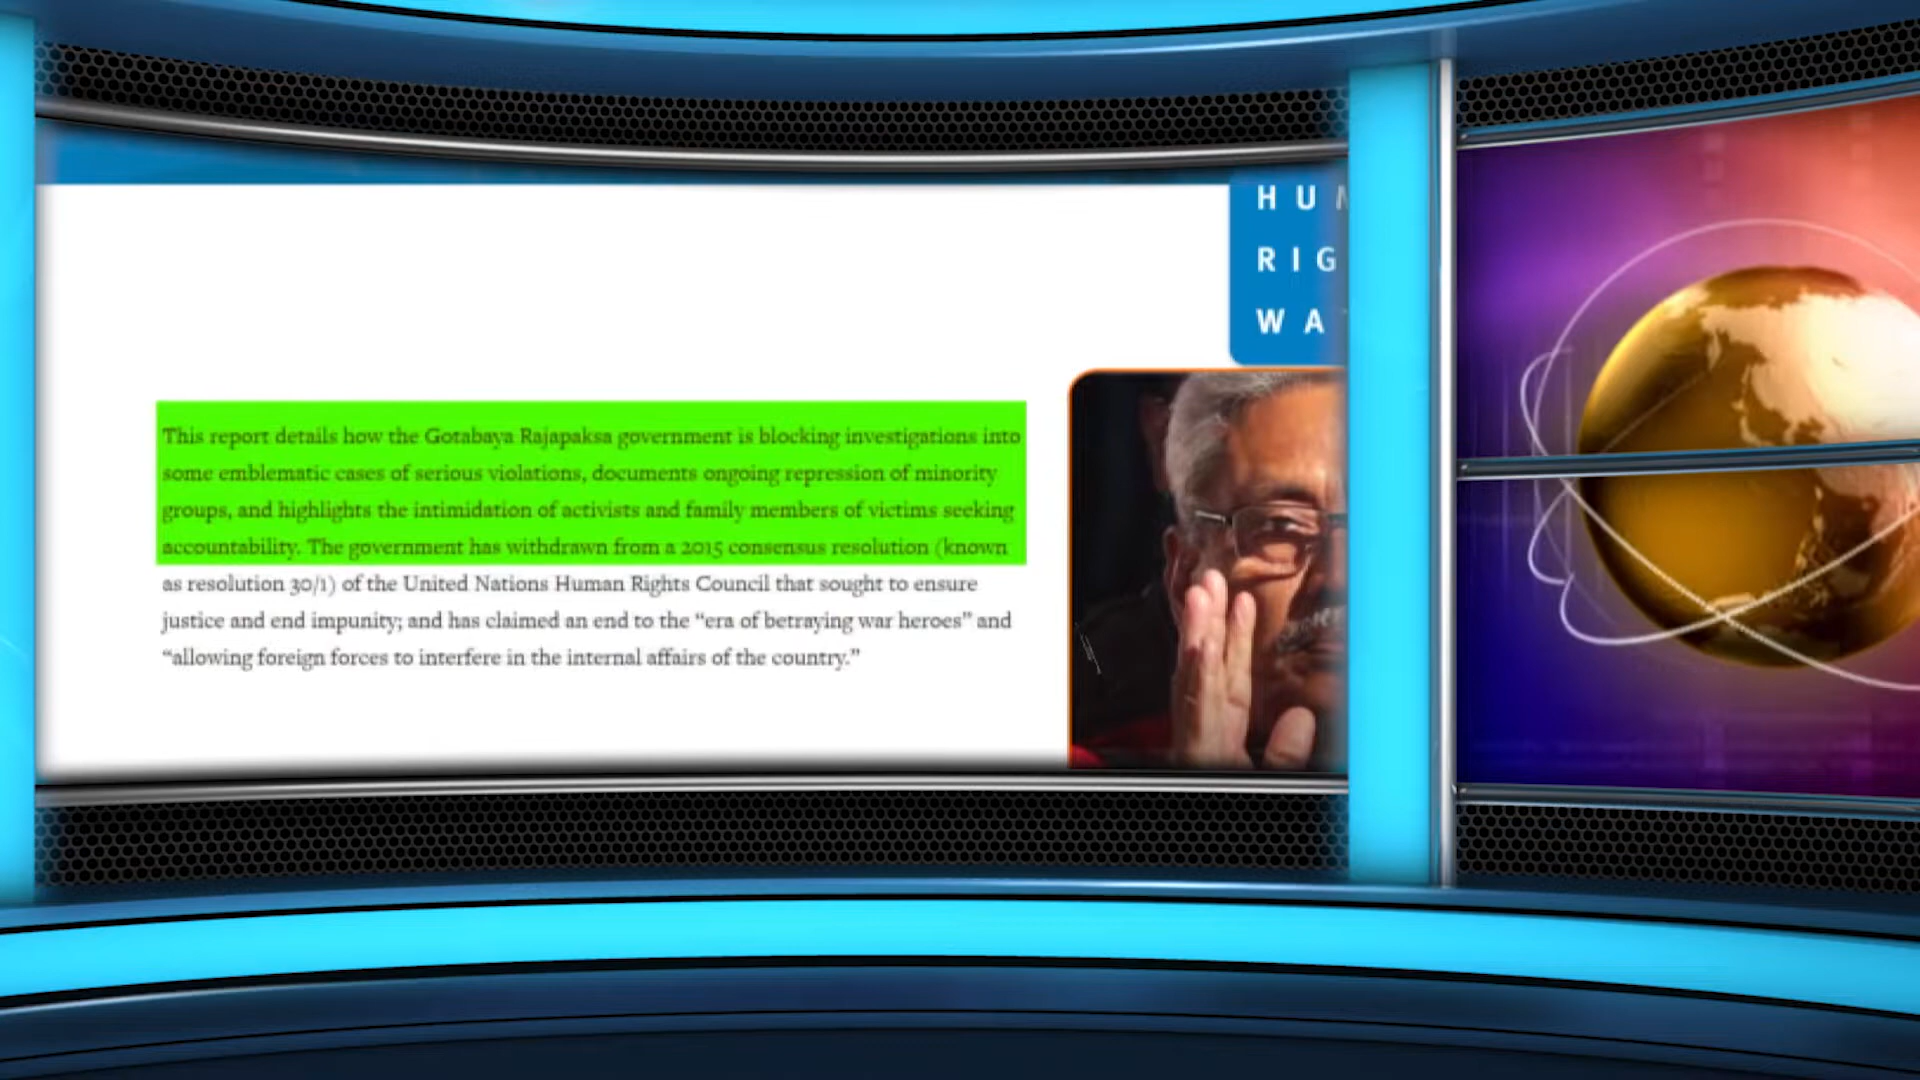 HU
RIG
WA
This report details how the Gotabaya Rajapaksa government is blocking investigations into
some emblematic cases of serious violations, documents ongoing repression of minority
groups, and highlights the intimidation of activists and family members of victims seeking
accountability. The government has withdrawn from a 2015 consensus resolution (known
as resolution 30/1) of the United Nations Human Rights Council that sought to ensure
justice and end impunity; and has claimed an end to the “era of betraying war heroes” and
“allowing foreign forces to interfere in the internal affairs of the country.”